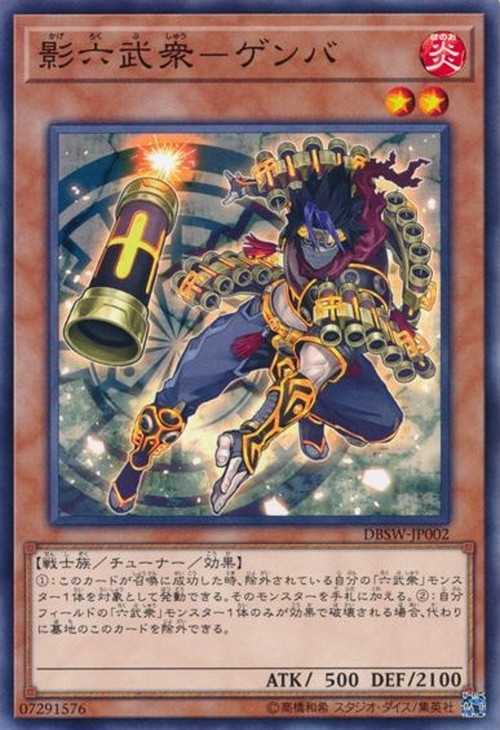 影六武衆－ゲンバ
炎
DBSW-JP002
【戦士族／チューナー／効果】
①：このカードが召喚に成功した時、除外されている自分の「六武衆」モンス
ター１体を対象として発動できる。そのモンスターを手札に加える。②：自分
フィールドの「六武衆」モンスター１体のみが効果で破壊される場合、代わり
に墓地のこのカードを除外できる。
ATK/ 500 DEF/2100
07291576 ©高橋和希 スタジオ・ダイス/集英社